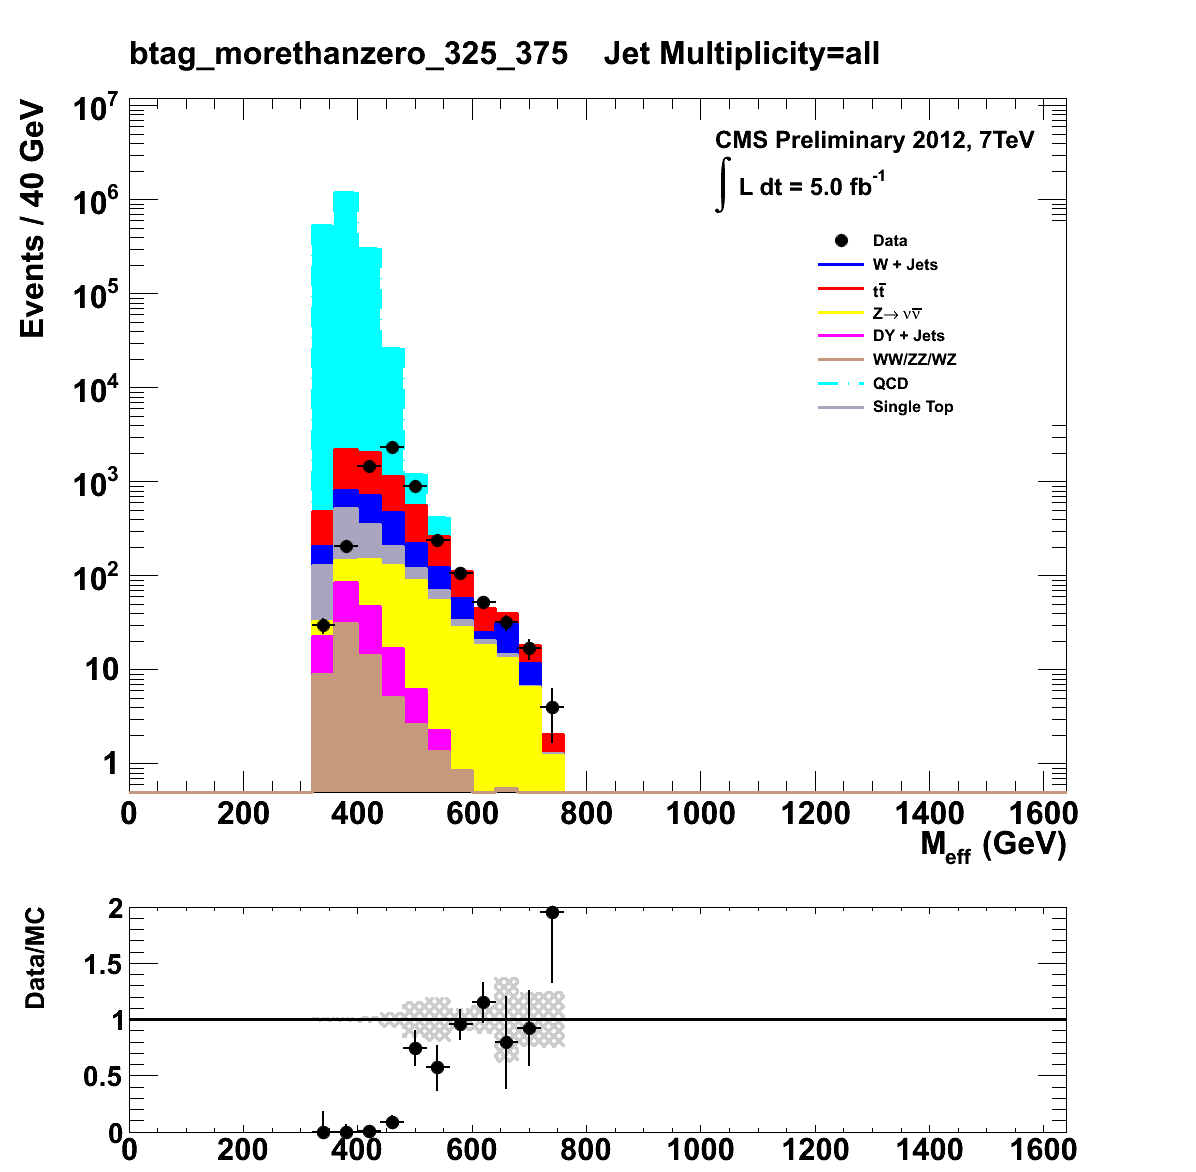 btag_morethanzero_325_375 Jet Multiplicity=all
Events / 40 GeV
10⁷
10⁶
10⁵
10⁴
10³
10²
10
1
CMS Preliminary 2012, 7TeV
∫ L dt = 5.0 fb⁻¹
Data
W + Jets
tt̅
Z→ νν̅
DY + Jets
WW/ZZ/WZ
QCD
Single Top
0 200 400 600 800 1000 1200 1400 1600
M_eff (GeV)
Data/MC
2
1.5
1
0.5
0
0 200 400 600 800 1000 1200 1400 1600